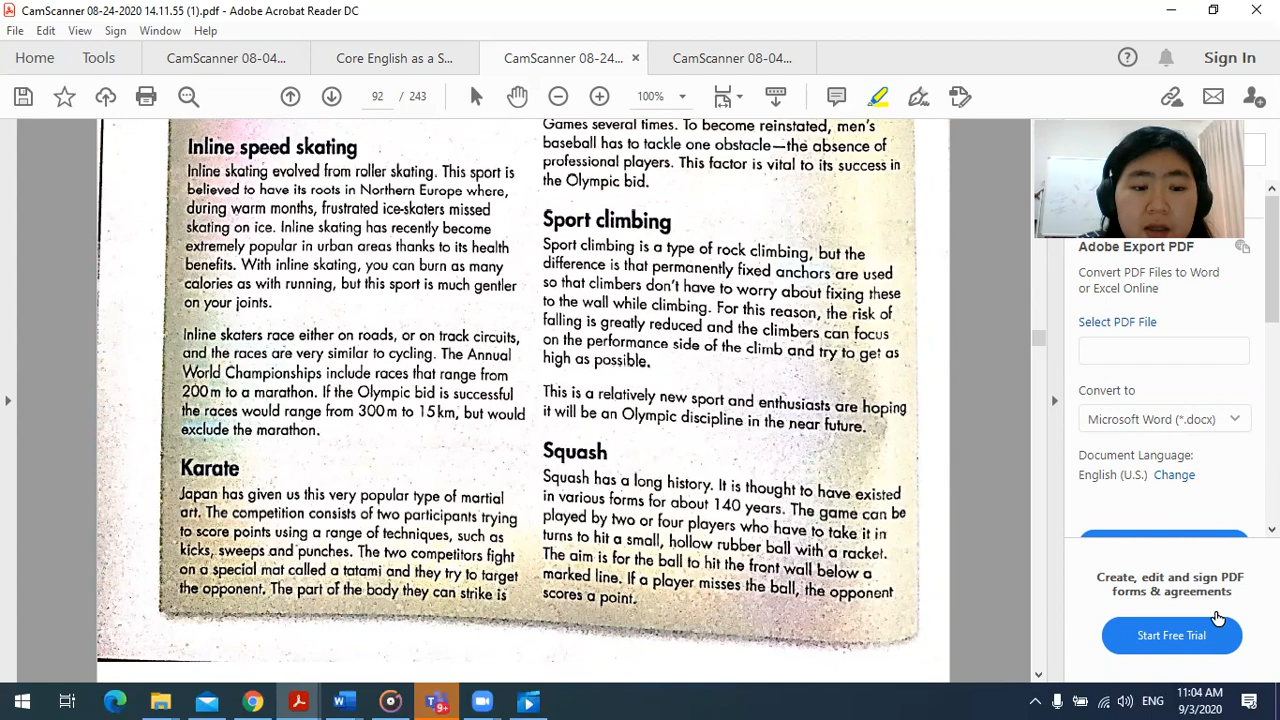 CamScanner 08-24-2020 14.11.55 (1).pdf - Adobe Acrobat Reader DC
File Edit View Sign Window Help
Home Tools CamScanner 08-04... Core English as a S... CamScanner 08-24... × CamScanner 08-04... Sign In
92 / 243 100%
Inline speed skating
Inline skating evolved from roller skating. This sport is
believed to have its roots in Northern Europe where,
during warm months, frustrated ice-skaters missed
skating on ice. Inline skating has recently become
extremely popular in urban areas thanks to its health
benefits. With inline skating, you can burn as many
calories as with running, but this sport is much gentler
on your joints.
Inline skaters race either on roads, or on track circuits,
and the races are very similar to cycling. The Annual
World Championships include races that range from
200m to a marathon. If the Olympic bid is successful
the races would range from 300m to 15km, but would
exclude the marathon.
Karate
Japan has given us this very popular type of martial
art. The competition consists of two participants trying
to score points using a range of techniques, such as
kicks, sweeps and punches. The two competitors fight
on a special mat called a tatami and they try to target
the opponent. The part of the body they can strike is
Games several times. To become reinstated, men's
baseball has to tackle one obstacle—the absence of
professional players. This factor is vital to its success in
the Olympic bid.
Sport climbing
Sport climbing is a type of rock climbing, but the
difference is that permanently fixed anchors are used
so that climbers don't have to worry about fixing these
to the wall while climbing. For this reason, the risk of
falling is greatly reduced and the climbers can focus
on the performance side of the climb and try to get as
high as possible.
This is a relatively new sport and enthusiasts are hoping
it will be an Olympic discipline in the near future.
Squash
Squash has a long history. It is thought to have existed
in various forms for about 140 years. The game can be
played by two or four players who have to take it in
turns to hit a small, hollow rubber ball with a racket.
The aim is for the ball to hit the front wall below a
marked line. If a player misses the ball, the opponent
scores a point.
Adobe Export PDF
Convert PDF Files to Word
or Excel Online
Select PDF File
Convert to
Microsoft Word (*.docx)
Document Language:
English (U.S.) Change
Create, edit and sign PDF
forms & agreements
Start Free Trial
9+
ENG
11:04 AM
9/3/2020